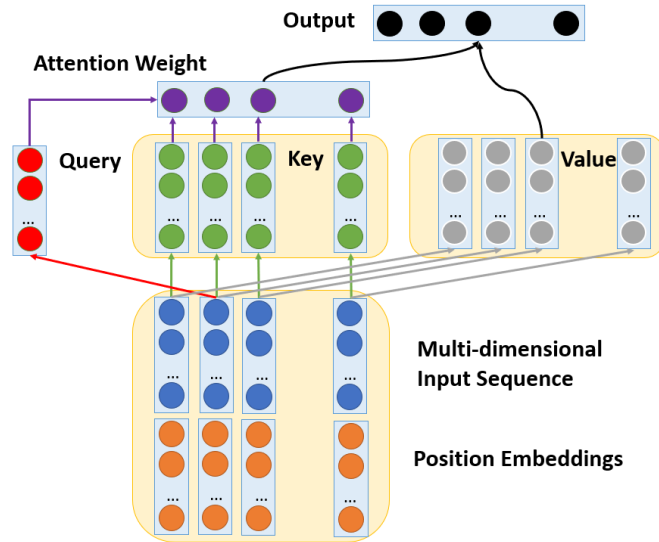 Output
Attention Weight
Query
Key
Value
...
... ... ... ...
... ... ... ...
Multi-dimensional
Input Sequence
... ... ... ...
Position Embeddings
... ... ... ...